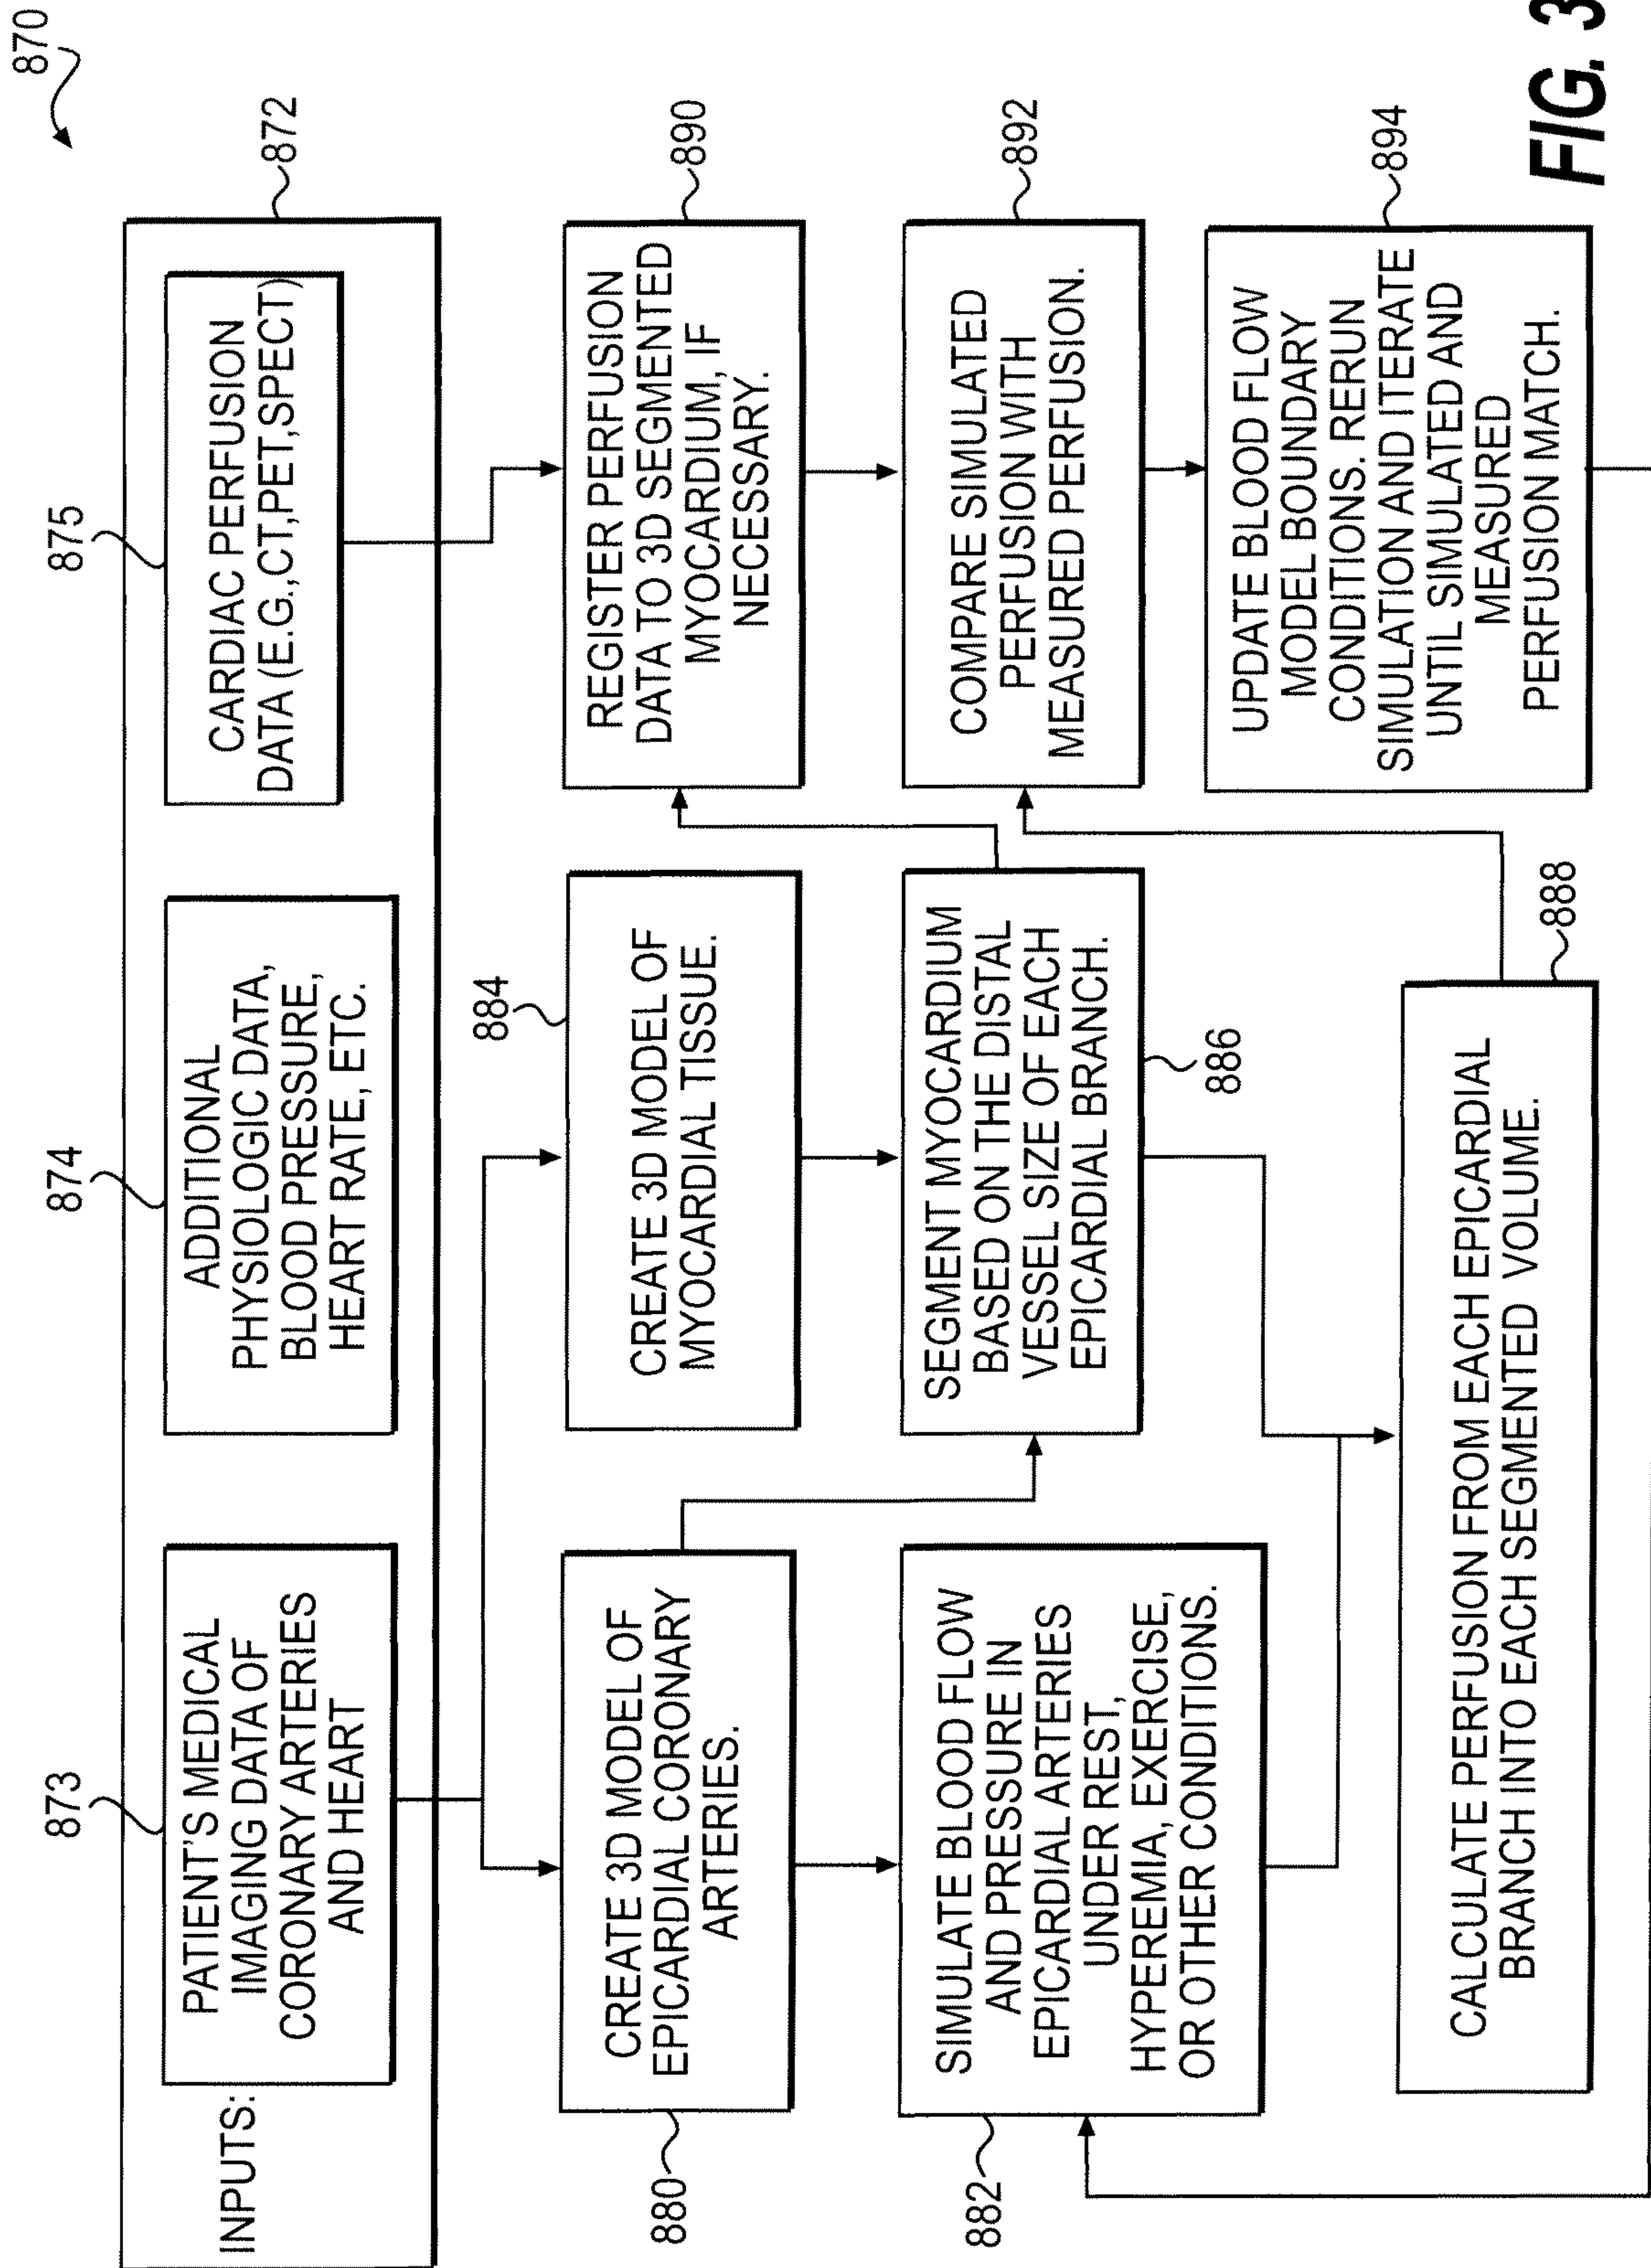 870
872
INPUTS:
873
PATIENT'S MEDICAL
IMAGING DATA OF
CORONARY ARTERIES
AND HEART
874
ADDITIONAL
PHYSIOLOGIC DATA,
BLOOD PRESSURE,
HEART RATE, ETC.
875
CARDIAC PERFUSION
DATA (E.G.,CT,PET,SPECT)
880
CREATE 3D MODEL OF
EPICARDIAL CORONARY
ARTERIES.
884
CREATE 3D MODEL OF
MYOCARDIAL TISSUE.
890
REGISTER PERFUSION
DATA TO 3D SEGMENTED
MYOCARDIUM, IF
NECESSARY.
882
SIMULATE BLOOD FLOW
AND PRESSURE IN
EPICARDIAL ARTERIES
UNDER REST,
HYPEREMIA, EXERCISE,
OR OTHER CONDITIONS.
SEGMENT MYOCARDIUM
BASED ON THE DISTAL
VESSEL SIZE OF EACH
EPICARDIAL BRANCH.
886
892
COMPARE SIMULATED
PERFUSION WITH
MEASURED PERFUSION.
888
CALCULATE PERFUSION FROM EACH EPICARDIAL
BRANCH INTO EACH SEGMENTED VOLUME.
894
UPDATE BLOOD FLOW
MODEL BOUNDARY
CONDITIONS. RERUN
SIMULATION AND ITERATE
UNTIL SIMULATED AND
MEASURED
PERFUSION MATCH.
FIG. 3